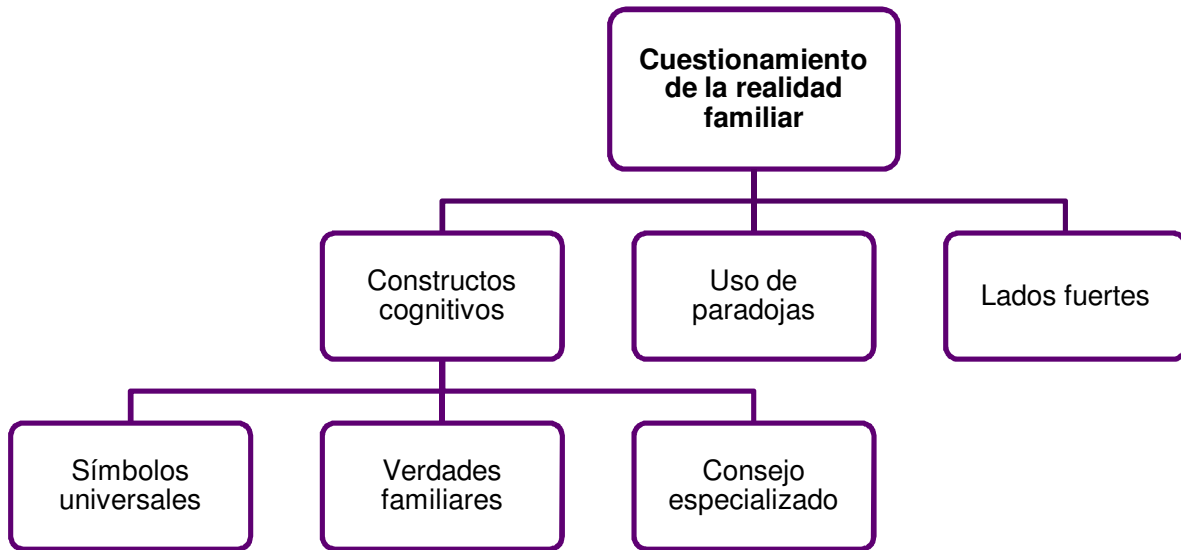 Cuestionamiento
de la realidad
familiar
Constructos
cognitivos
Uso de
paradojas
Lados fuertes
Símbolos
universales
Verdades
familiares
Consejo
especializado